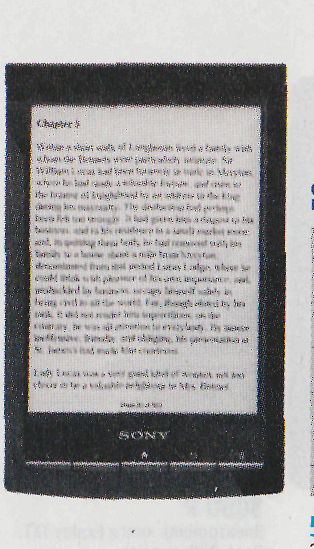 Chapter 5
Within a short walk of Longbourn lived a family with
whom the Bennets were particularly intimate. Sir
William Lucas had been formerly in trade in Meryton,
where he had made a tolerable fortune, and risen to
the honour of knighthood by an address to the king
during his mayoralty. The distinction had perhaps
been felt too strongly. It had given him a disgust to his
business, and to his residence in a small market town;
and, in quitting them both, he had removed with his
family to a house about a mile from Meryton,
denominated from that period Lucas Lodge, where he
could think with pleasure of his own importance, and,
unshackled by business, occupy himself solely in
being civil to all the world. For, though elated by his
rank, it did not render him supercilious; on the
contrary, he was all attention to everybody. By nature
inoffensive, friendly, and obliging, his presentation at
St. James's had made him courteous.
Lady Lucas was a very good kind of woman, not too
clever to be a valuable neighbour to Mrs. Bennet.
SONY